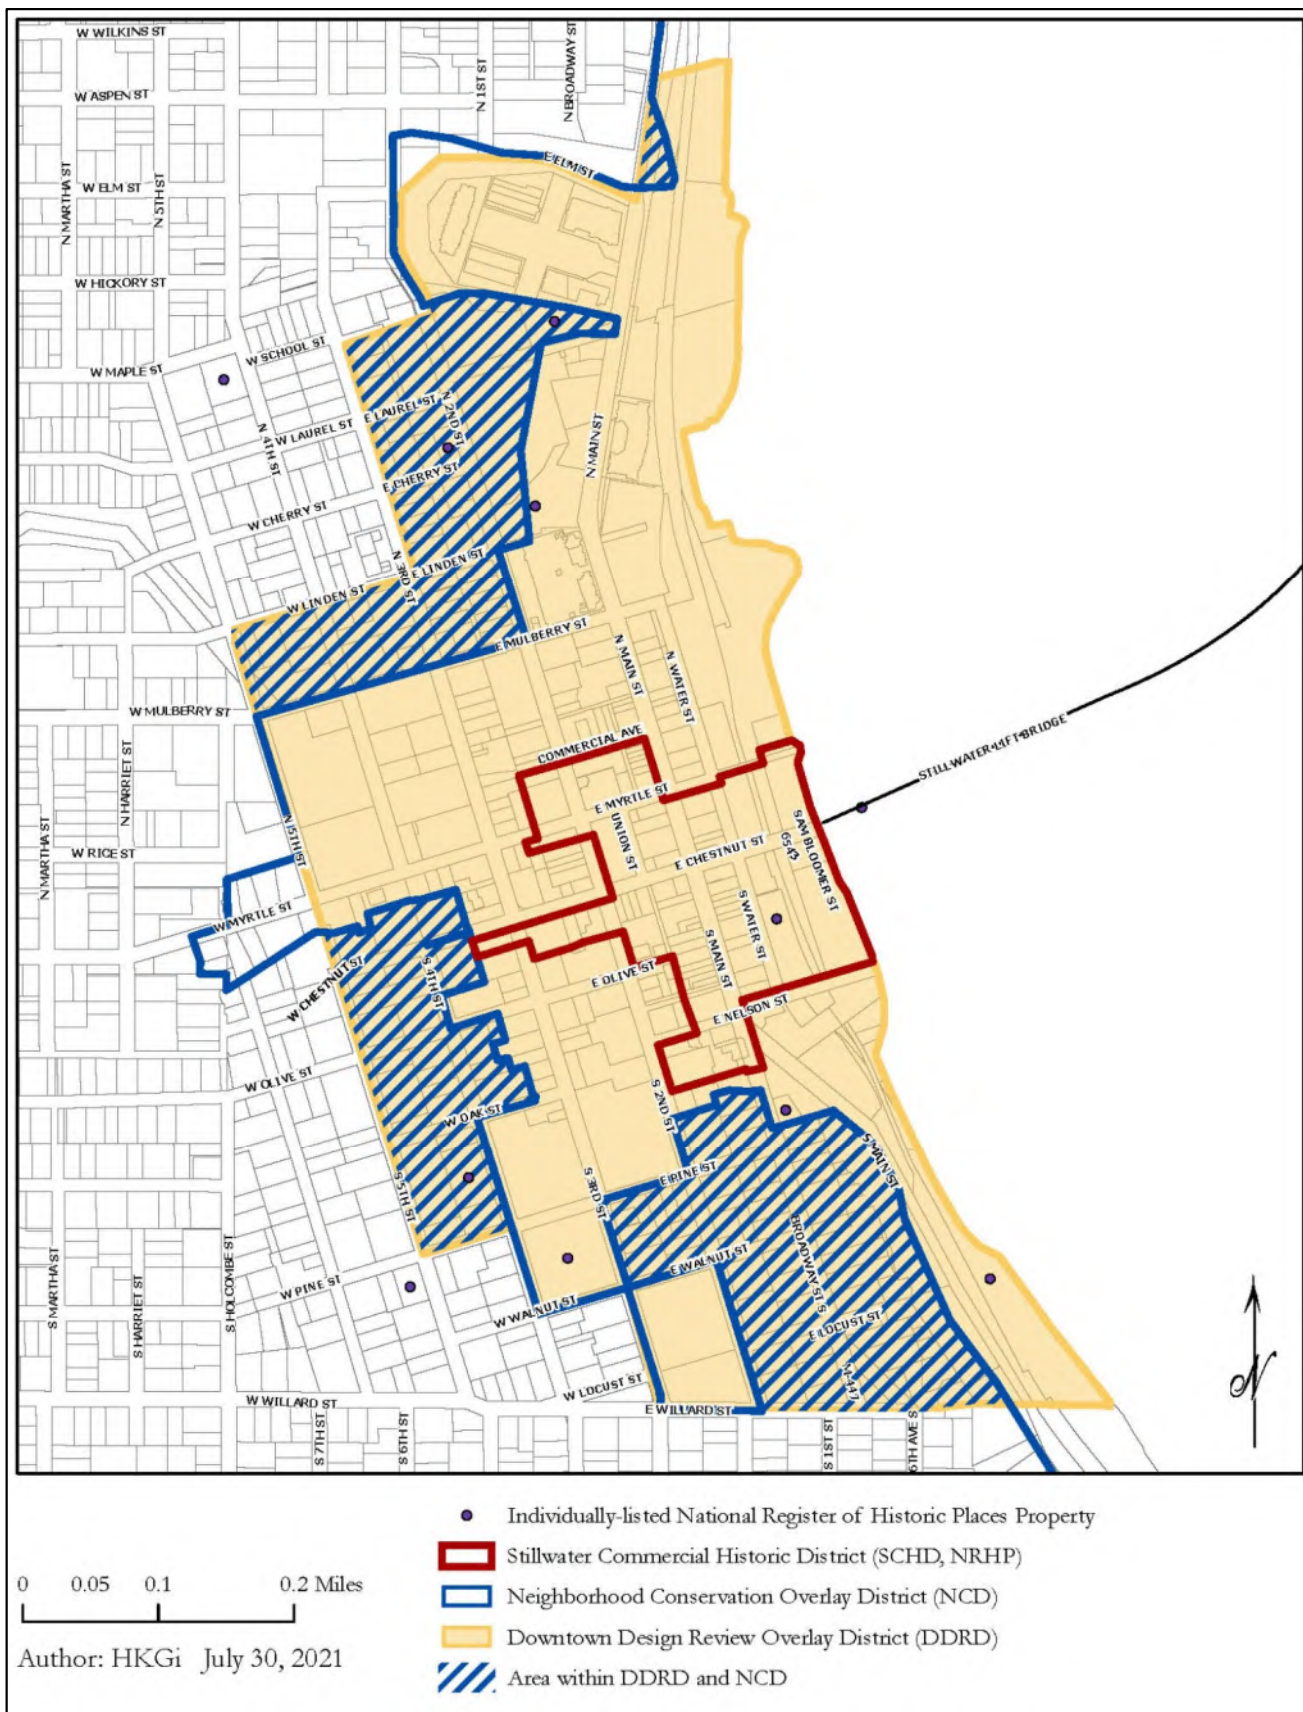 W WILKINS ST
N BROADWAY ST
N 1ST ST
W ASPEN ST
E ELM ST
N MARTHA ST
W ELM ST
N 5TH ST
W HICKORY ST
W SCHOOL ST
W MAPLE ST
E LAUREL ST
N 2ND ST
W LAUREL ST
N 4TH ST
N MAIN ST
E CHERRY ST
W CHERRY ST
N 3RD ST
E LINDEN ST
W LINDEN ST
E MULBERRY ST
N MAIN ST
N WATER ST
W MULBERRY ST
COMMERCIAL AVE
STILLWATER LIFT BRIDGE
N HARRIET ST
E MYRTLE ST
N MARTHA ST
W RICE ST
N 15TH ST
UNION ST
E CHESTNUT ST
6543
SAM BLOOMER ST
W MYRTLE ST
S WATER ST
S MAIN ST
W CHESTNUT ST
S 4TH ST
E OLIVE ST
E NELSON ST
W OLIVE ST
S 2ND ST
W OAK ST
S MAIN ST
E PINE ST
S 3RD ST
S 5TH ST
E WALNUT ST
BROADWAY ST S
S MARTHA ST
S HARRIET ST
S HOLCOMBE ST
W PINE ST
W WALNUT ST
E LOCUST ST
M-447
W LOCUST ST
W WILLARD ST
E WILLARD ST
S 7TH ST
S 6TH ST
S 1ST ST
6TH AVE S
N
Individually-listed National Register of Historic Places Property
Stillwater Commercial Historic District (SCHD, NRHP)
0 0.05 0.1 0.2 Miles
Neighborhood Conservation Overlay District (NCD)
Downtown Design Review Overlay District (DDRD)
Author: HKGi July 30, 2021
Area within DDRD and NCD